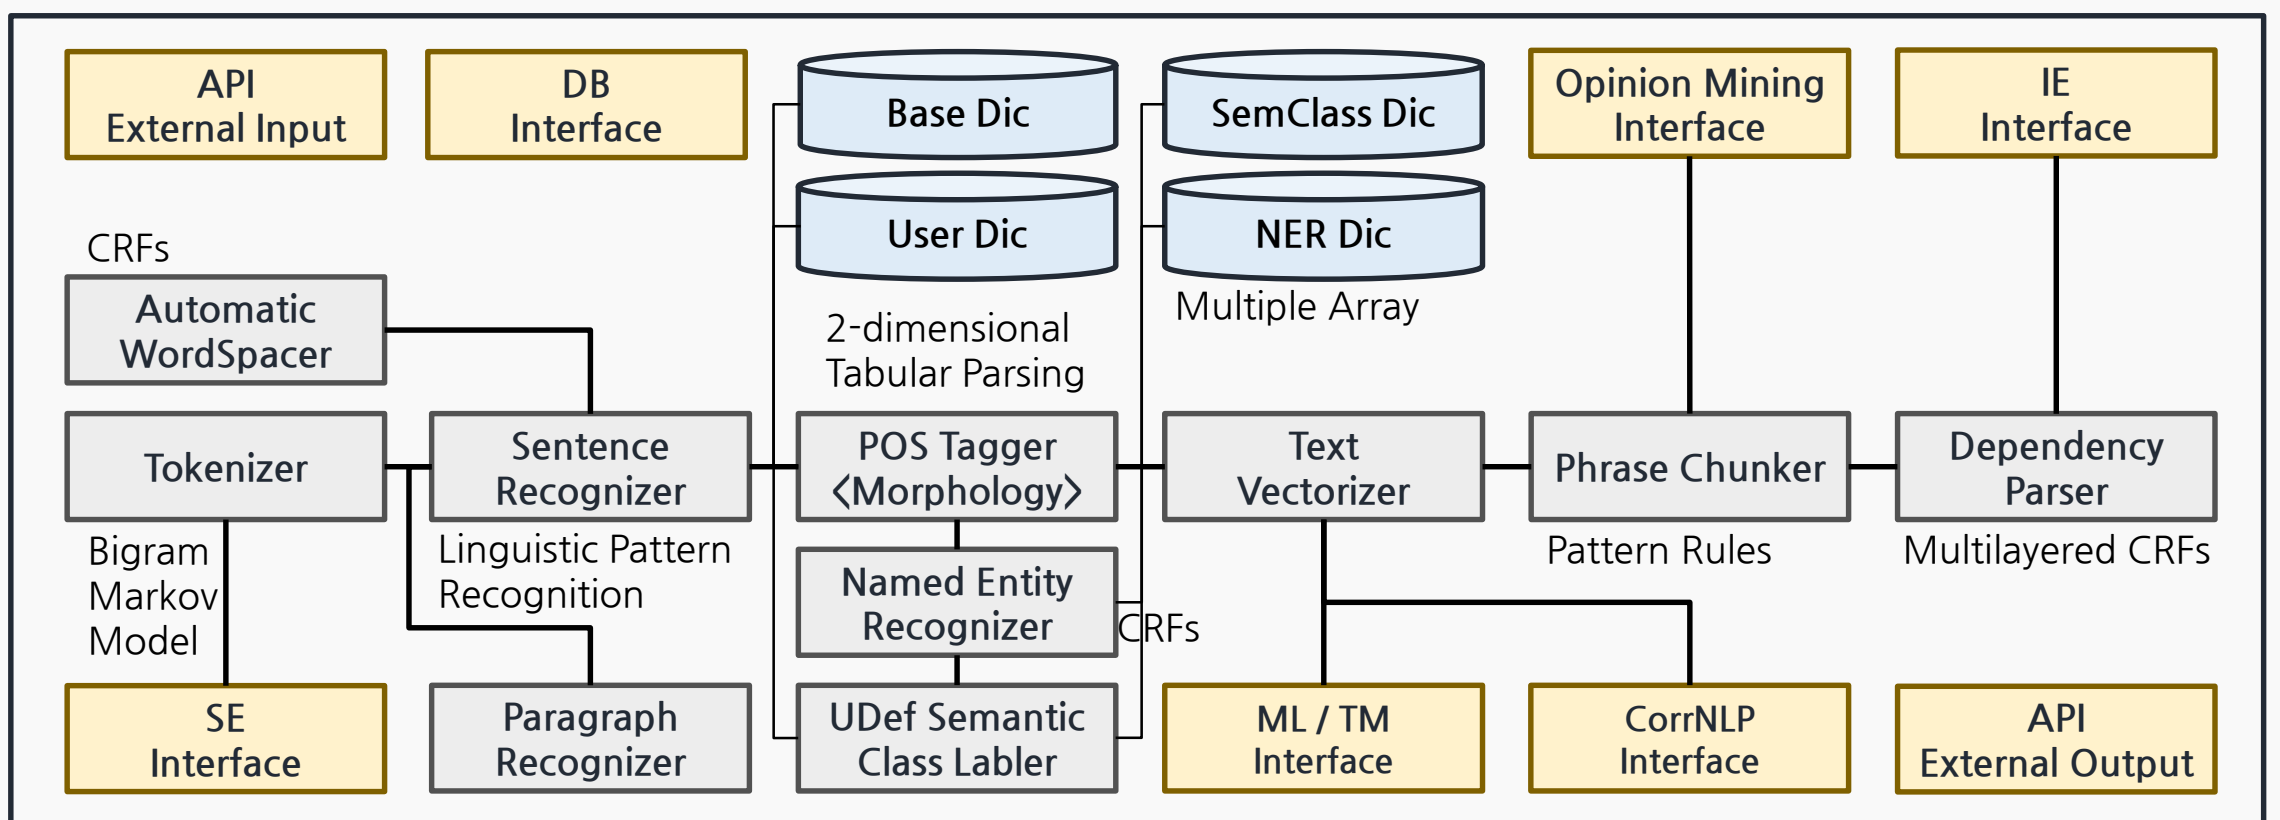 API
External Input
DB
Interface
Base Dic
SemClass Dic
Opinion Mining
Interface
IE
Interface
User Dic
NER Dic
CRFs
Automatic
WordSpacer
2-dimensional
Tabular Parsing
Multiple Array
Tokenizer
Sentence
Recognizer
POS Tagger
<Morphology>
Text
Vectorizer
Phrase Chunker
Dependency
Parser
Bigram
Markov
Model
Linguistic Pattern
Recognition
Named Entity
Recognizer
CRFs
Pattern Rules
Multilayered CRFs
SE
Interface
Paragraph
Recognizer
UDef Semantic
Class Labler
ML / TM
Interface
CorrNLP
Interface
API
External Output